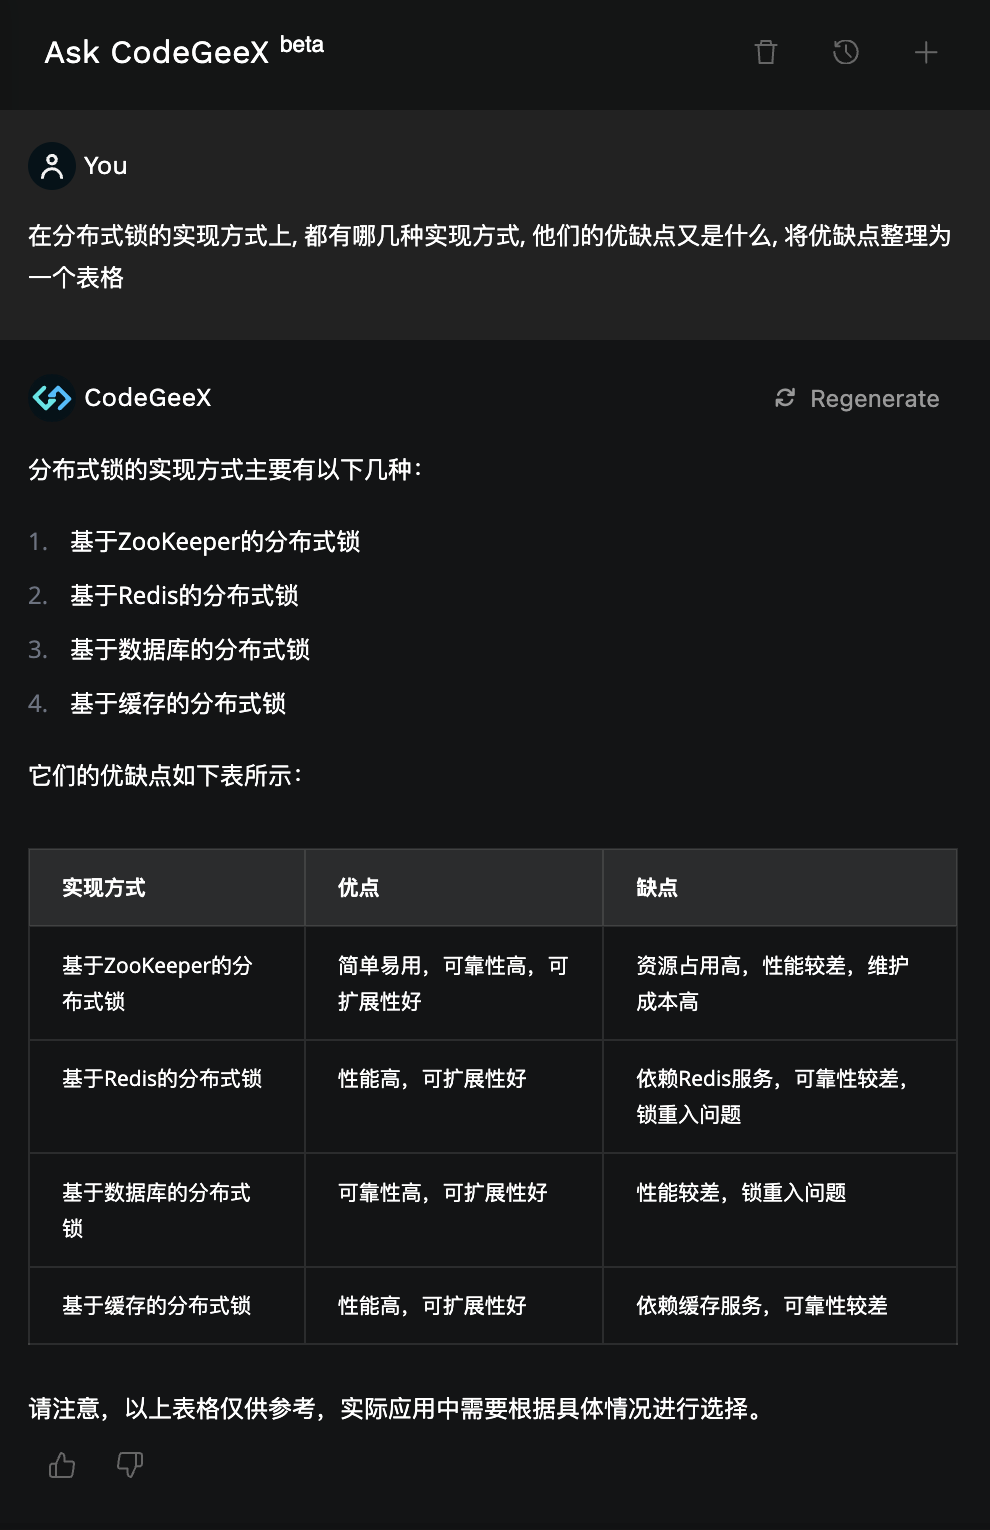 Ask CodeGeeX beta
You
在分布式锁的实现方式上, 都有哪几种实现方式, 他们的优缺点又是什么, 将优缺点整理为
一个表格
CodeGeeX
Regenerate
分布式锁的实现方式主要有以下几种：
1. 基于ZooKeeper的分布式锁
2. 基于Redis的分布式锁
3. 基于数据库的分布式锁
4. 基于缓存的分布式锁
它们的优缺点如下表所示：
实现方式
优点
缺点
基于ZooKeeper的分
布式锁
简单易用，可靠性高，可
扩展性好
资源占用高，性能较差，维护
成本高
基于Redis的分布式锁
性能高，可扩展性好
依赖Redis服务，可靠性较差，
锁重入问题
基于数据库的分布式
锁
可靠性高，可扩展性好
性能较差，锁重入问题
基于缓存的分布式锁
性能高，可扩展性好
依赖缓存服务，可靠性较差
请注意，以上表格仅供参考，实际应用中需要根据具体情况进行选择。